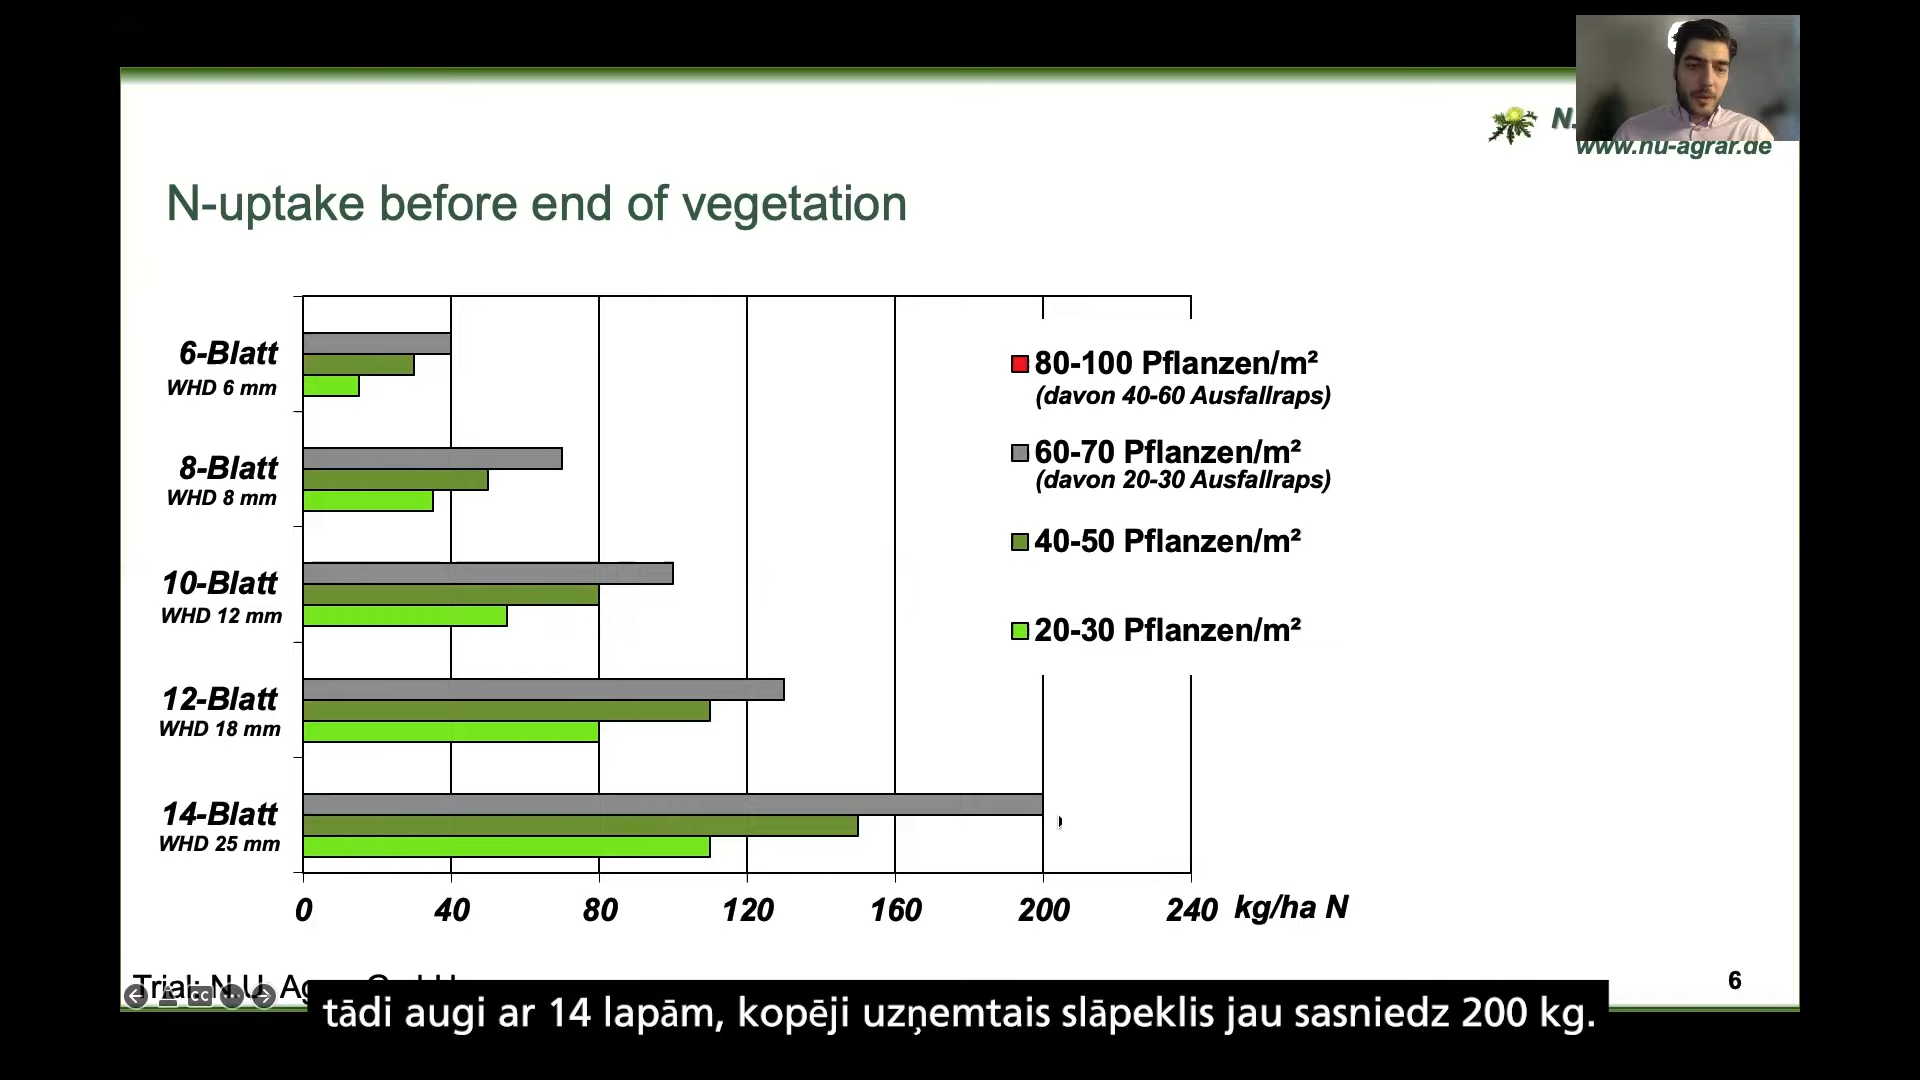 N.
www.nu-agrar.de
N-uptake before end of vegetation
6-Blatt
WHD 6 mm
8-Blatt
WHD 8 mm
10-Blatt
WHD 12 mm
12-Blatt
WHD 18 mm
14-Blatt
WHD 25 mm
80-100 Pflanzen/m²
(davon 40-60 Ausfallraps)
60-70 Pflanzen/m²
(davon 20-30 Ausfallraps)
40-50 Pflanzen/m²
20-30 Pflanzen/m²
0 40 80 120 160 200 240 kg/ha N
Trial: N.U. Agrar GmbH
6
cc
tādi augi ar 14 lapām, kopēji uzņemtais slāpeklis jau sasniedz 200 kg.